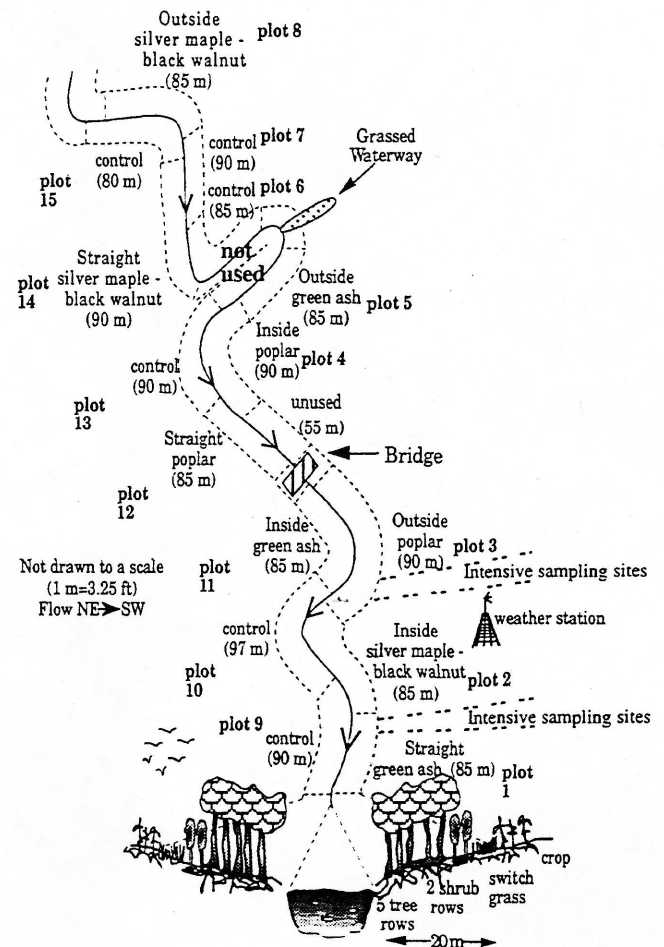 Outside
silver maple -
black walnut
(85 m)
plot 8
control
(90 m)
plot 7
control
(80 m)
plot
15
control
(85 m)
plot 6
Grassed
Waterway
not
used
Straight
silver maple -
black walnut
(90 m)
plot
14
Outside
green ash
(85 m)
plot 5
Inside
poplar
(90 m)
plot 4
control
(90 m)
plot
13
unused
(55 m)
Straight
poplar
(85 m)
Bridge
plot
12
Inside
green ash
(85 m)
Outside
poplar
(90 m)
plot 3
Intensive sampling sites
Not drawn to a scale
(1 m=3.25 ft)
Flow NE→SW
plot
11
weather station
control
(97 m)
Inside
silver maple -
black walnut
(85 m)
plot 2
plot
10
Intensive sampling sites
plot 9
control
(90 m)
Straight
green ash (85 m)
plot
1
crop
switch
grass
2 shrub
rows
5 tree
rows
20 m